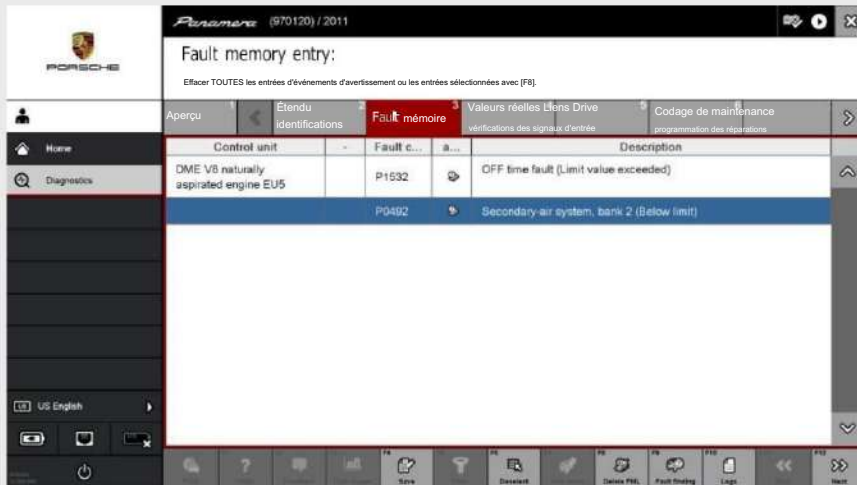 Panamera (970120) / 2011
PORSCHE
Fault memory entry:
Effacer TOUTES les entrées d'événements d'avertissement ou les entrées sélectionnées avec [F8].
Aperçu
1
Étendu
identifications
2
Fault mémoire
3
Valeurs réelles Liens Drive
vérifications des signaux d'entrée
5
Codage de maintenance
programmation des réparations
Home
Diagnostics
Control unit - Fault c... a... Description
DME V8 naturally
aspirated engine EU5
P1532
OFF time fault (Limit value exceeded)
P0492
Secondary-air system, bank 2 (Below limit)
US English
F4
Save
F6
Deselect
F8
Delete FML
F9
Fault finding
F10
Logs
F12
Next